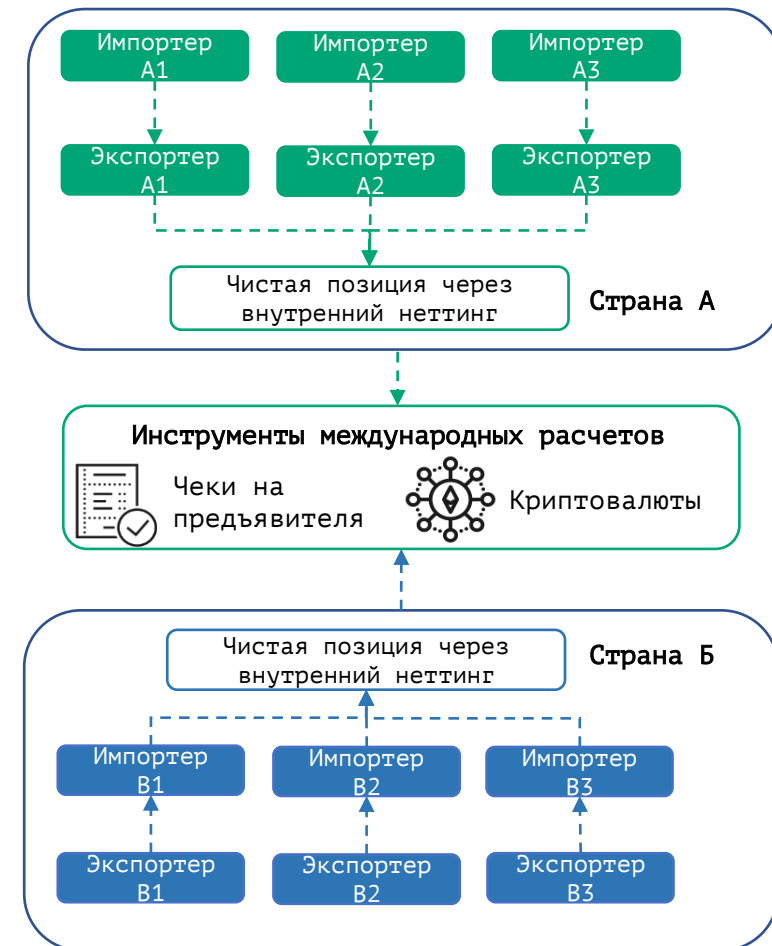 Импортер
А1
Импортер
А2
Импортер
А3
Экспортер
А1
Экспортер
А2
Экспортер
А3
Чистая позиция через
внутренний неттинг
Страна А
Инструменты международных расчетов
Чеки на
предъявителя
Криптовалюты
Чистая позиция через
внутренний неттинг
Страна Б
Импортер
В1
Импортер
В2
Импортер
В3
Экспортер
В1
Экспортер
В2
Экспортер
В3